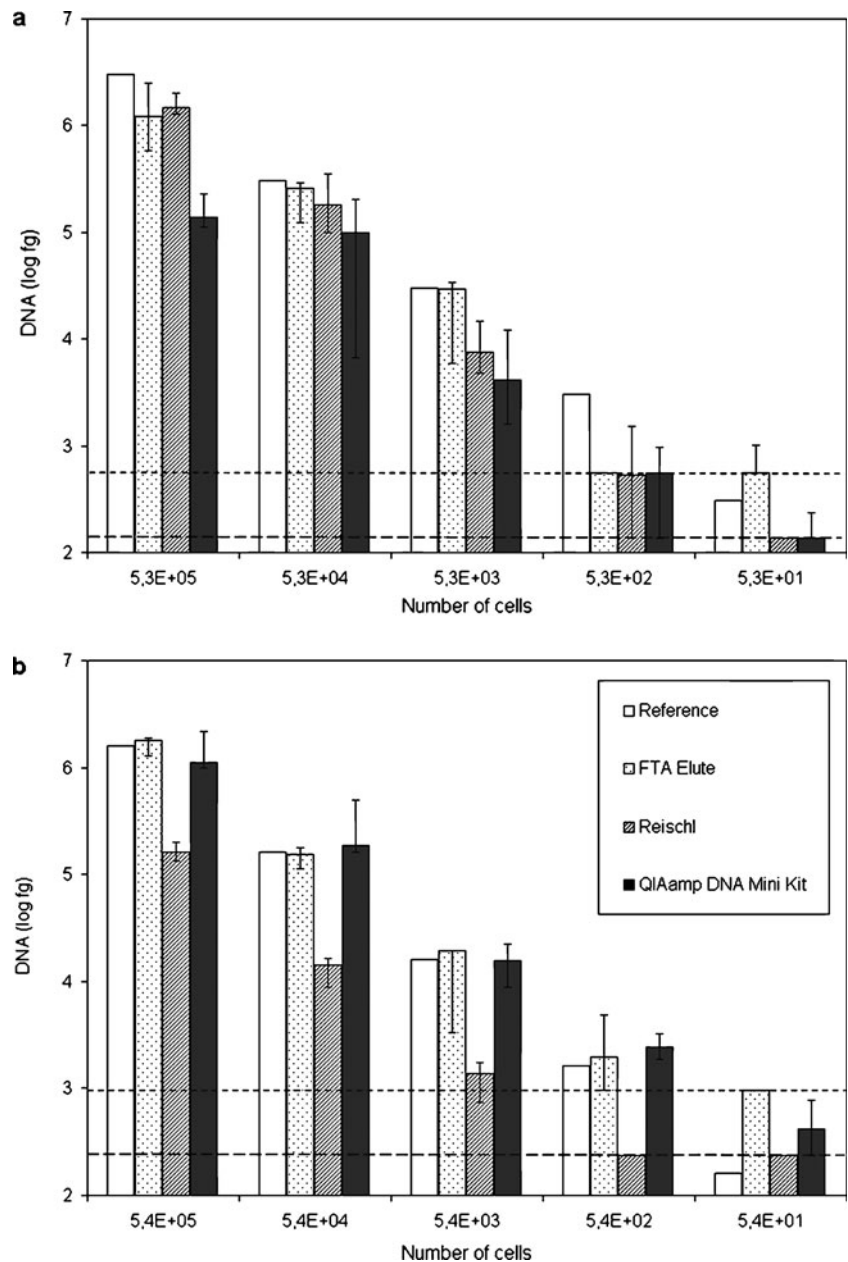 a
7
6
5
4
3
2
DNA (log fg)
5,3E+05 5,3E+04 5,3E+03 5,3E+02 5,3E+01
Number of cells
b
7
6
5
4
3
2
DNA (log fg)
Reference
FTA Elute
Reischl
QIAamp DNA Mini Kit
5,4E+05 5,4E+04 5,4E+03 5,4E+02 5,4E+01
Number of cells